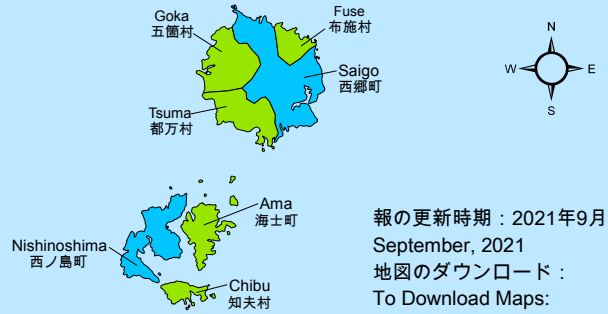 Goka
五箇村
Fuse
布施村
N
W
E
S
Saigo
西郷町
Tsuma
都万村
Ama
海士町
Nishinoshima
西ノ島町
Chibu
知夫村
報の更新時期：2021年9月
September, 2021
地図のダウンロード：
To Download Maps: